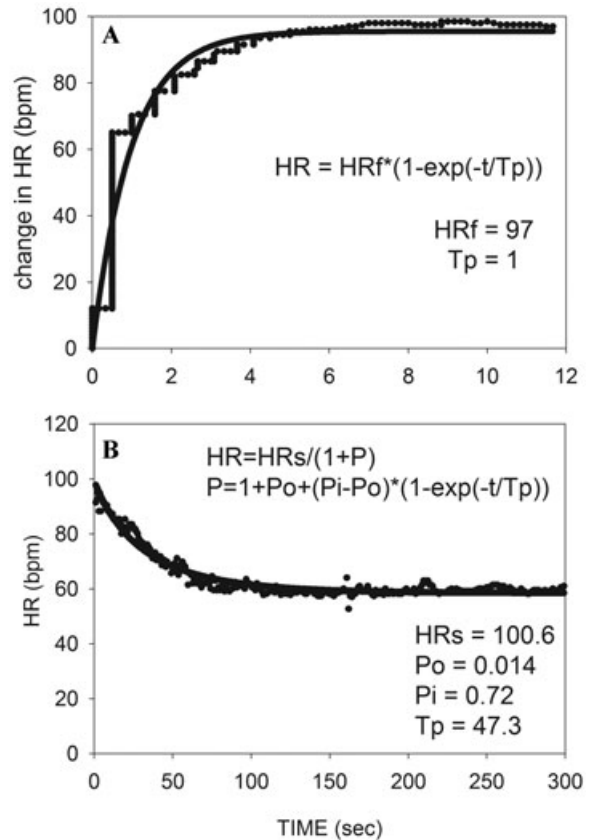 100
A
80
60
40
20
0
change in HR (bpm)
HR = HRf*(1-exp(-t/Tp))
HRf = 97
Tp = 1
0 2 4 6 8 10 12
120
B
100
80
60
40
20
0
HR (bpm)
HR=HRs/(1+P)
P=1+Po+(Pi-Po)*(1-exp(-t/Tp))
HRs = 100.6
Po = 0.014
Pi = 0.72
Tp = 47.3
0 50 100 150 200 250 300
TIME (sec)